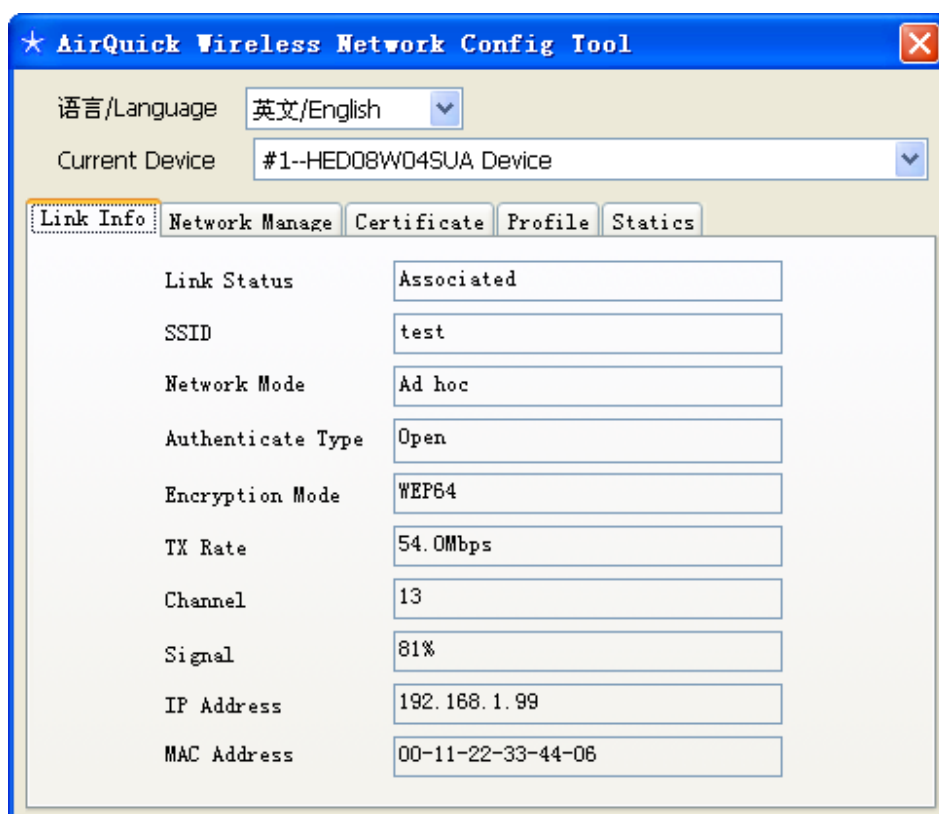 AirQuick Wireless Network Config Tool
语言/Language 英文/English
Current Device #1--HED08W04SUA Device
Link Info Network Manage Certificate Profile Statics
Link Status Associated
SSID test
Network Mode Ad hoc
Authenticate Type Open
Encryption Mode WEP64
TX Rate 54.0Mbps
Channel 13
Signal 81%
IP Address 192.168.1.99
MAC Address 00-11-22-33-44-06